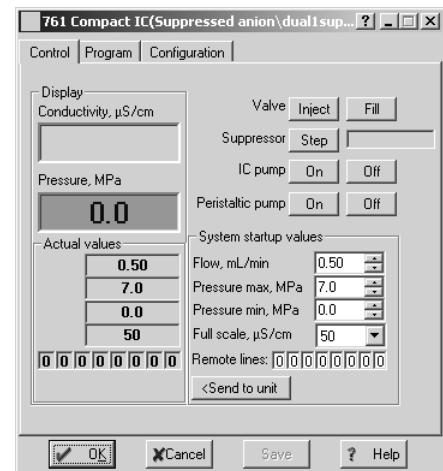 761 Compact IC(Suppressed anion\dual1sup...
Control Program Configuration
Display
Conductivity, µS/cm
Pressure, MPa
0.0
Valve Inject Fill
Suppressor Step
IC pump On Off
Peristaltic pump On Off
Actual values
0.50
7.0
0.0
50
0 0 0 0 0 0 0 0
System startup values
Flow, mL/min 0.50
Pressure max, MPa 7.0
Pressure min, MPa 0.0
Full scale, µS/cm 50
Remote lines: 0 0 0 0 0 0 0 0
<Send to unit
OK Cancel Save ? Help